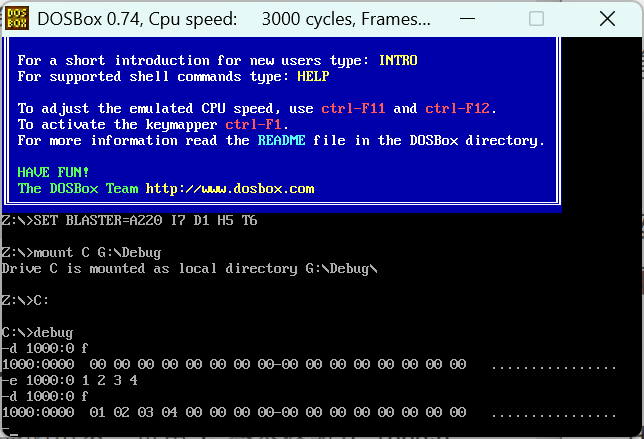 DOSBox 0.74, Cpu speed: 3000 cycles, Frames...
For a short introduction for new users type: INTRO
For supported shell commands type: HELP
To adjust the emulated CPU speed, use ctrl-F11 and ctrl-F12.
To activate the keymapper ctrl-F1.
For more information read the README file in the DOSBox directory.
HAVE FUN!
The DOSBox Team http://www.dosbox.com
Z:\>SET BLASTER=A220 I7 D1 H5 T6
Z:\>mount C G:\Debug
Drive C is mounted as local directory G:\Debug\
Z:\>C:
C:\>debug
-d 1000:0 f
1000:0000  00 00 00 00 00 00 00 00-00 00 00 00 00 00 00 00   ................
-e 1000:0 1 2 3 4
-d 1000:0 f
1000:0000  01 02 03 04 00 00 00 00-00 00 00 00 00 00 00 00   ................
-_